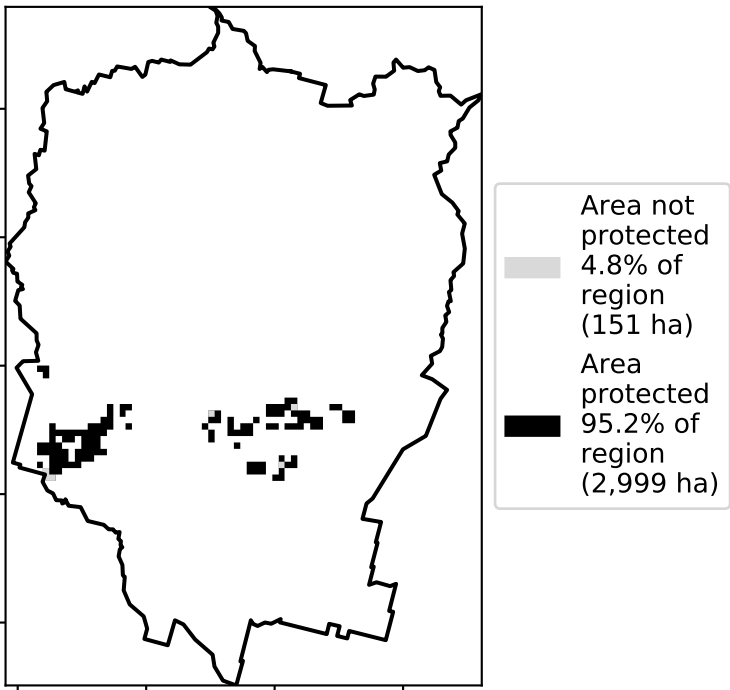 Area not
protected
4.8% of
region
(151 ha)
Area
protected
95.2% of
region
(2,999 ha)